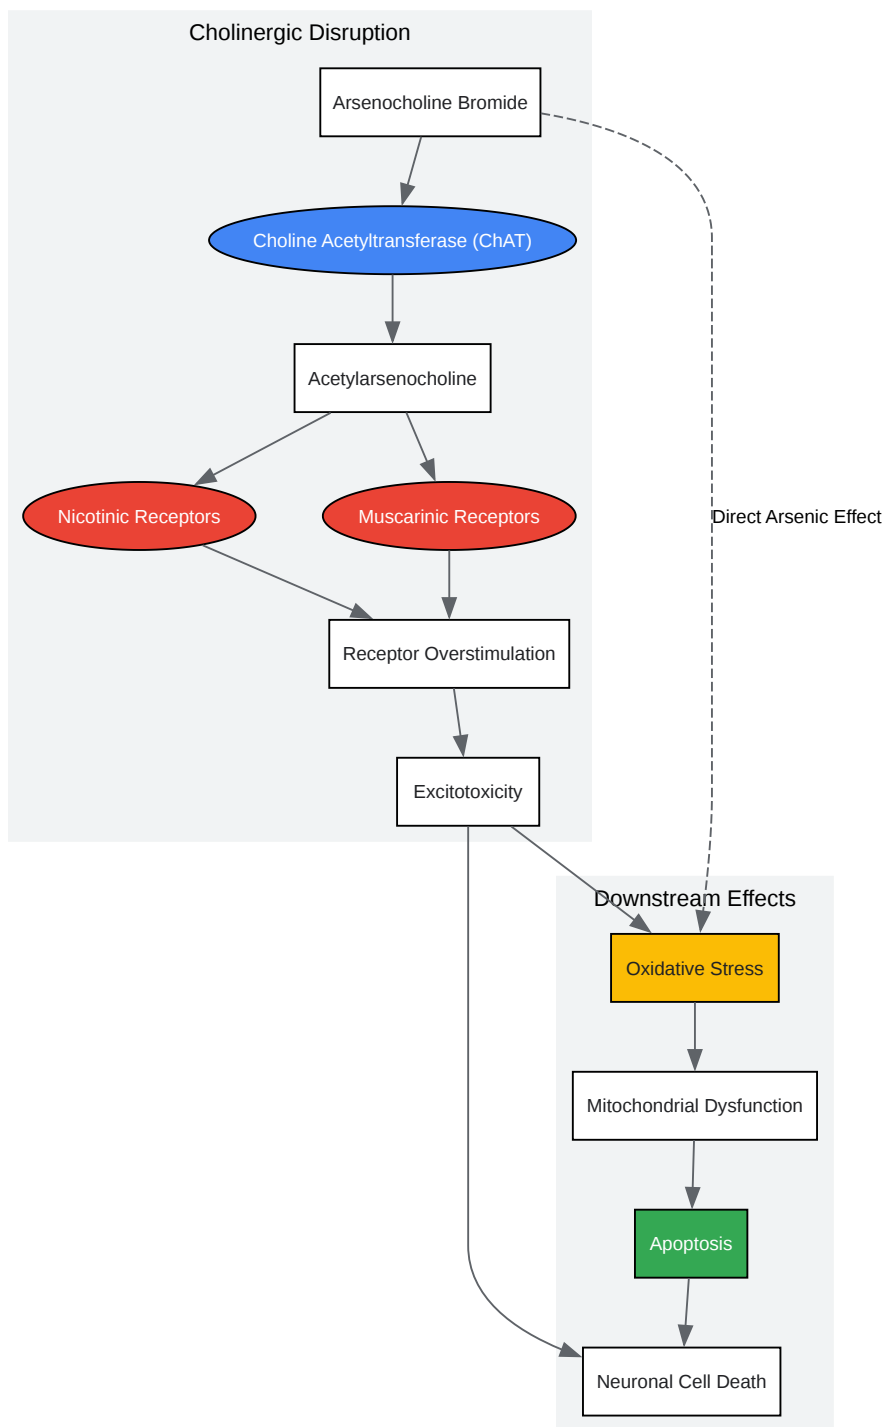 Cholinergic Disruption
Arsenocholine Bromide
Choline Acetyltransferase (ChAT)
Acetylarsenocholine
Nicotinic Receptors
Muscarinic Receptors
Direct Arsenic Effect
Receptor Overstimulation
Excitotoxicity
Downstream Effects
Oxidative Stress
Mitochondrial Dysfunction
Apoptosis
Neuronal Cell Death